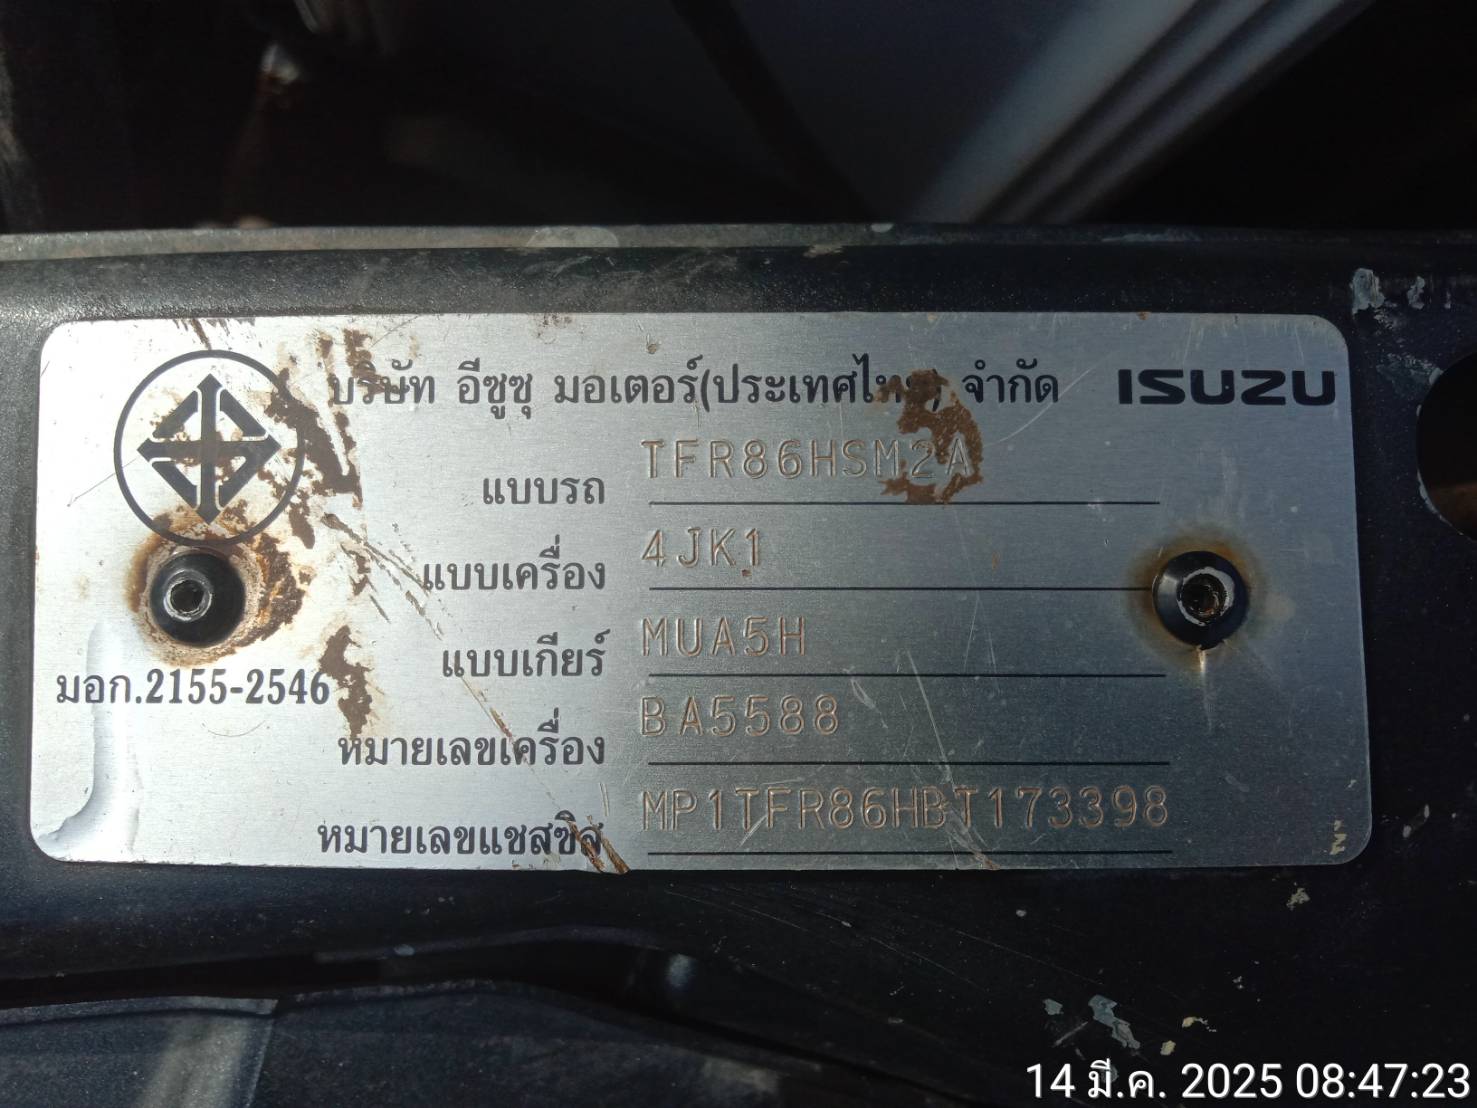 บริษัท อีซูซุ มอเตอร์(ประเทศไทย) จำกัด ISUZU
แบบรถ TFR86HSM2A
แบบเครื่อง 4JK1
แบบเกียร์ MUA5H
มอก.2155-2546
หมายเลขเครื่อง BA5588
หมายเลขแชสซิส MP1TFR86HBT173398
14 มี.ค. 2025 08:47:23